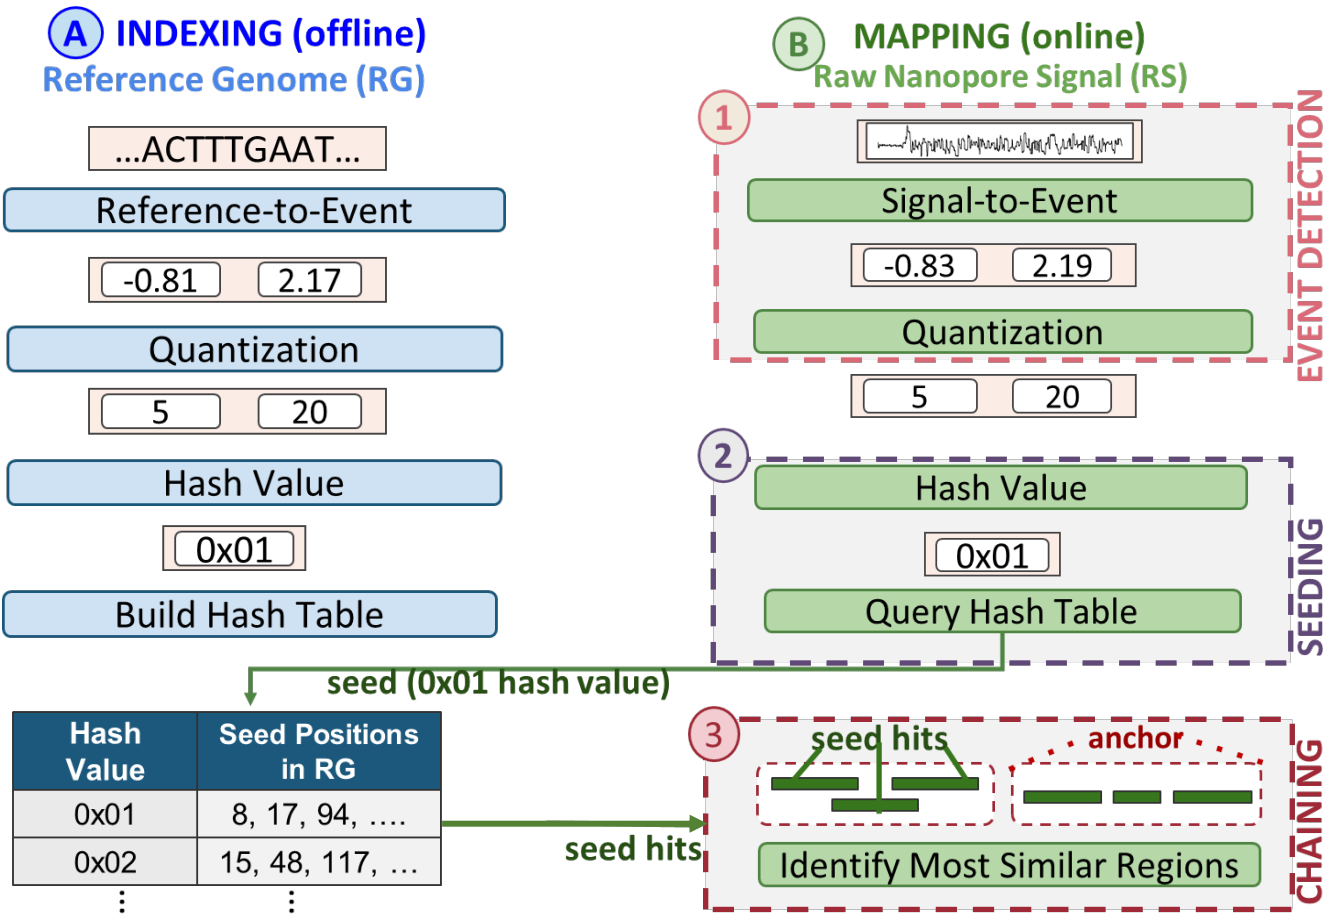 A INDEXING (offline)
Reference Genome (RG)
...ACTTTGAAT...
Reference-to-Event
-0.81 2.17
Quantization
5 20
Hash Value
0x01
Build Hash Table
B MAPPING (online)
Raw Nanopore Signal (RS)
1
Signal-to-Event
-0.83 2.19
Quantization
EVENT DETECTION
5 20
2
Hash Value
0x01
Query Hash Table
SEEDING
seed (0x01 hash value)
Hash Value
Seed Positions in RG
0x01 8, 17, 94, ....
0x02 15, 48, 117, ...
⋮ ⋮
seed hits
3
seed hits
anchor
Identify Most Similar Regions
CHAINING